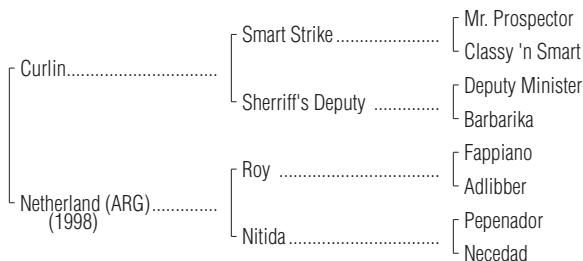 Mr. Prospector
Smart Strike
Classy 'n Smart
Curlin
Deputy Minister
Sherriff's Deputy
Barbarika
Fappiano
Roy
Adlibber
Netherland (ARG)
(1998)
Pepenador
Nitida
Necedad